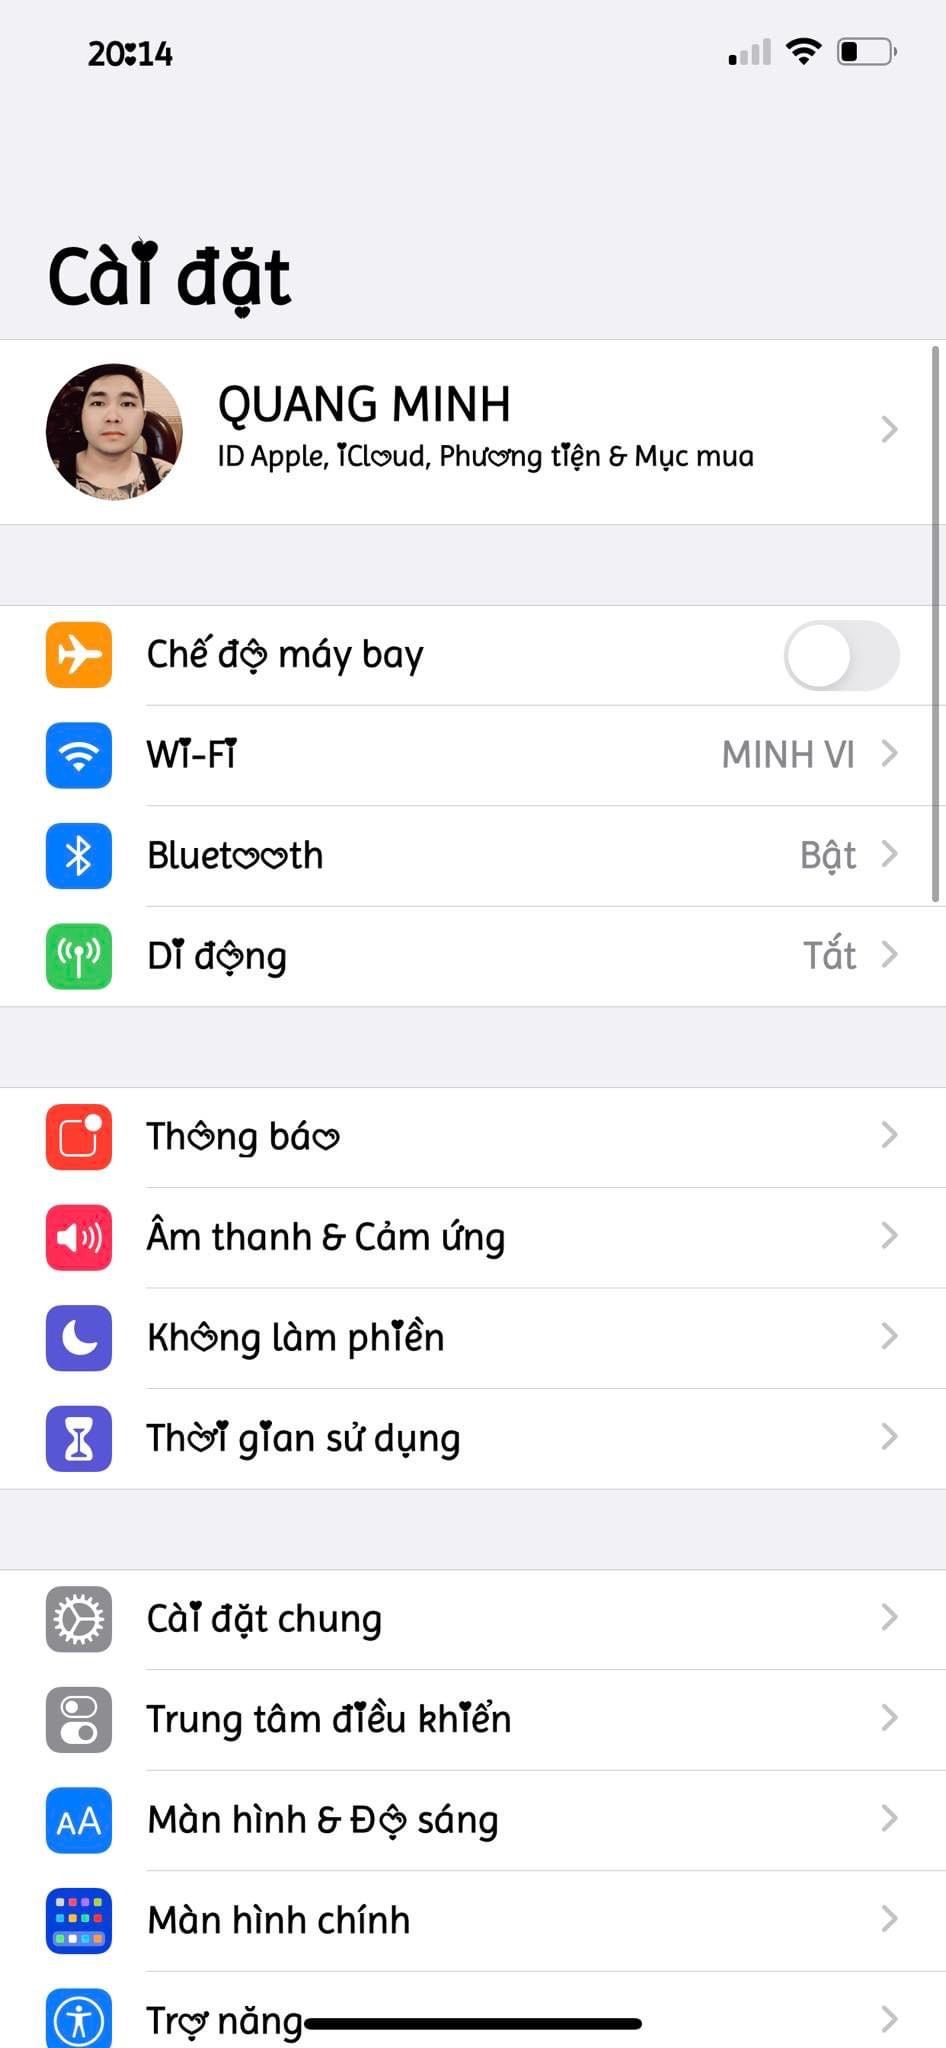 20:14
Cài đặt
QUANG MINH
ID Apple, iCloud, Phương tiện & Mục mua
Chế độ máy bay
Wi-Fi MINH VI
Bluetooth Bật
Di động Tắt
Thông báo
Âm thanh & Cảm ứng
Không làm phiền
Thời gian sử dụng
Cài đặt chung
Trung tâm điều khiển
AA Màn hình & Độ sáng
Màn hình chính
Trợ năng